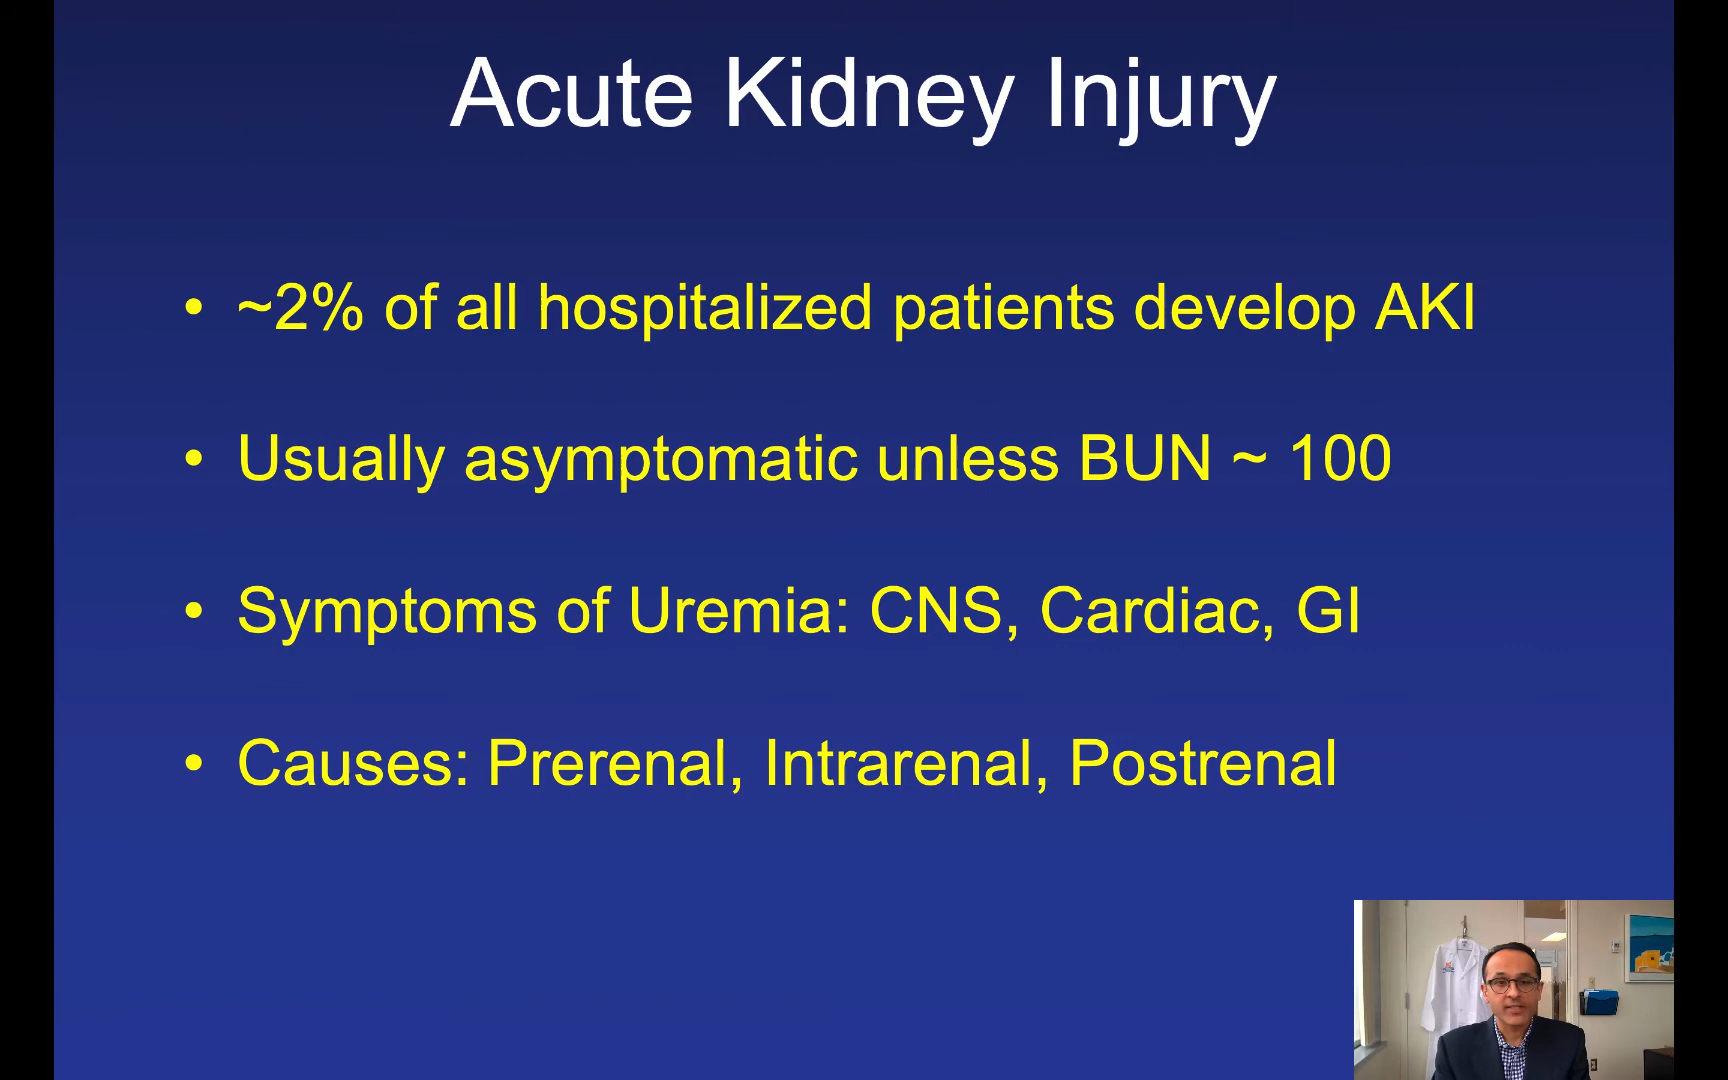 Acute Kidney Injury
• ~2% of all hospitalized patients develop AKI
• Usually asymptomatic unless BUN ~ 100
• Symptoms of Uremia: CNS, Cardiac, GI
• Causes: Prerenal, Intrarenal, Postrenal